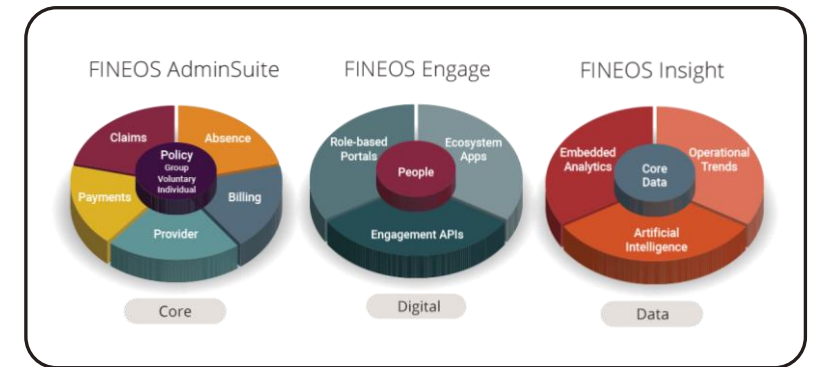 FINEOS AdminSuite
Claims
Absence
Policy
Group
Voluntary
Individual
Payments
Billing
Provider
Core
FINEOS Engage
Role-based
Portals
Ecosystem
Apps
People
Engagement APIs
Digital
FINEOS Insight
Embedded
Analytics
Operational
Trends
Core
Data
Artificial
Intelligence
Data